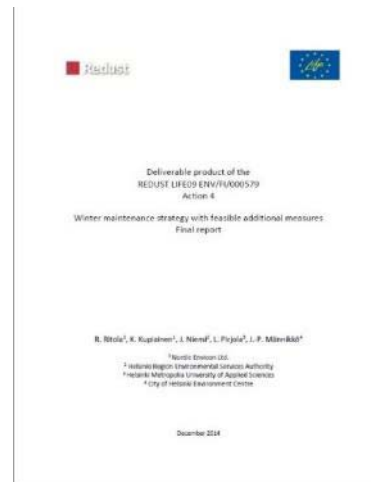 Redust
Life
Deliverable product of the
REDUST LIFE09 ENV/FI/000579
Action 4
Winter maintenance strategy with feasible additional measures
Final report
R. Ritola¹, K. Kupiainen¹, J. Niemi², L. Pirjola³, J.-P. Männikkö⁴
¹ Nordic Envicon Ltd.
² Helsinki Region Environmental Services Authority
³ Helsinki Metropolia University of Applied Sciences
⁴ City of Helsinki Environment Centre
December 2014